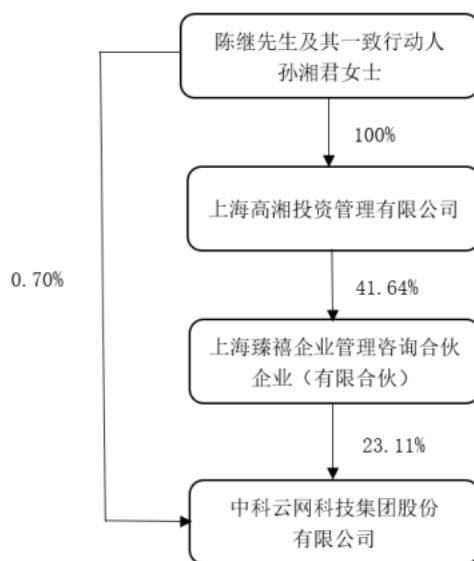 陈继先生及其一致行动人
孙湘君女士
100%
上海高湘投资管理有限公司
0.70%
41.64%
上海臻禧企业管理咨询合伙
企业（有限合伙）
23.11%
中科云网科技集团股份
有限公司